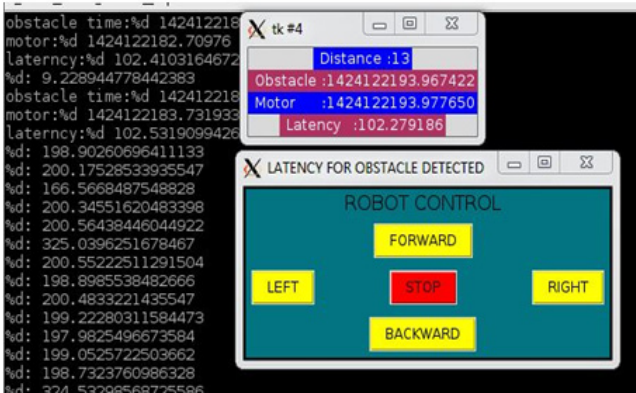 obstacle time:%d 142412218
motor:%d 1424122182.70976
laterncy:%d 102.4103164672
%d: 9.228944778442383
obstacle time:%d 142412218
motor:%d 1424122183.731933
laterncy:%d 102.5319099426
%d: 198.90260696411133
%d: 200.17528533935547
%d: 166.5668487548828
%d: 200.34551620483398
%d: 200.56438446044922
%d: 325.0396251678467
%d: 200.55222511291504
%d: 198.8985538482666
%d: 200.4833221435547
%d: 199.22280311584473
%d: 197.9825496673584
%d: 199.0525722503662
%d: 198.7323760986328
%d: 324.53298568725586
tk #4
Distance :13
Obstacle :1424122193.967422
Motor :1424122193.977650
Latency :102.279186
LATENCY FOR OBSTACLE DETECTED
ROBOT CONTROL
FORWARD
LEFT STOP RIGHT
BACKWARD